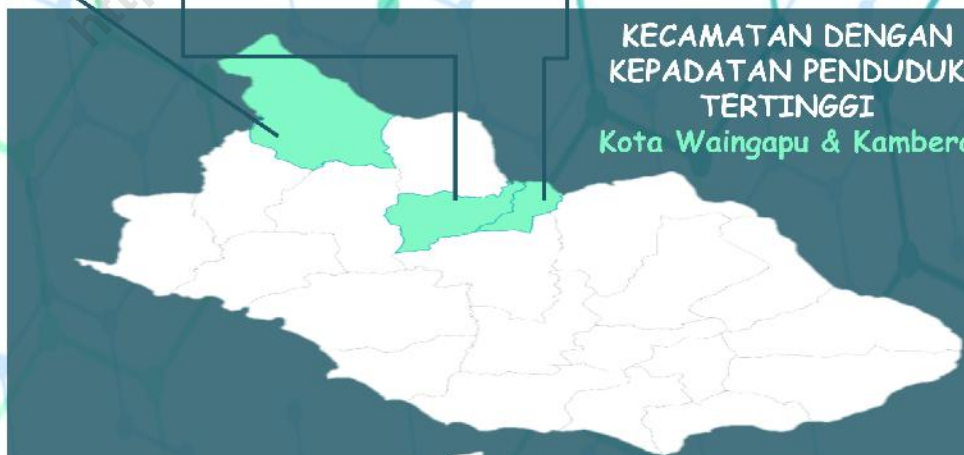 KECAMATAN DENGAN
KEPADATAN PENDUDUK
TERTINGGI
Kota Waingapu & Kambera